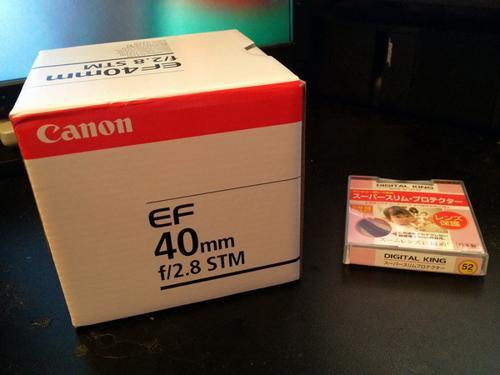 EF40mm
f/2.8 STM
Canon
EF
40mm
f/2.8 STM
DIGITAL KING
スーパースリム・プロテクター
レンズ
保護
DIGITAL KING
スーパースリムプロテクター
52